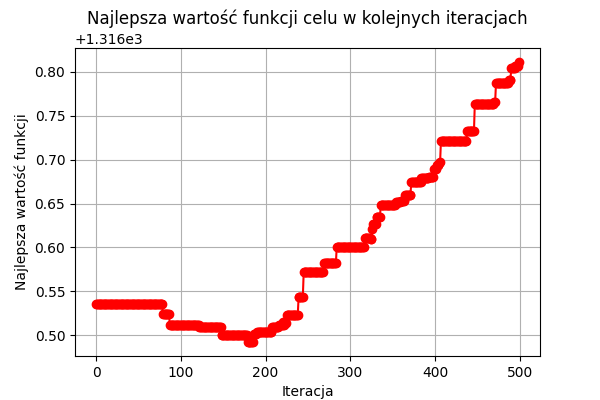 Najlepsza wartość funkcji celu w kolejnych iteracjach
+1.316e3
0.80
0.75
0.70
0.65
0.60
0.55
0.50
Najlepsza wartość funkcji
0 100 200 300 400 500
Iteracja